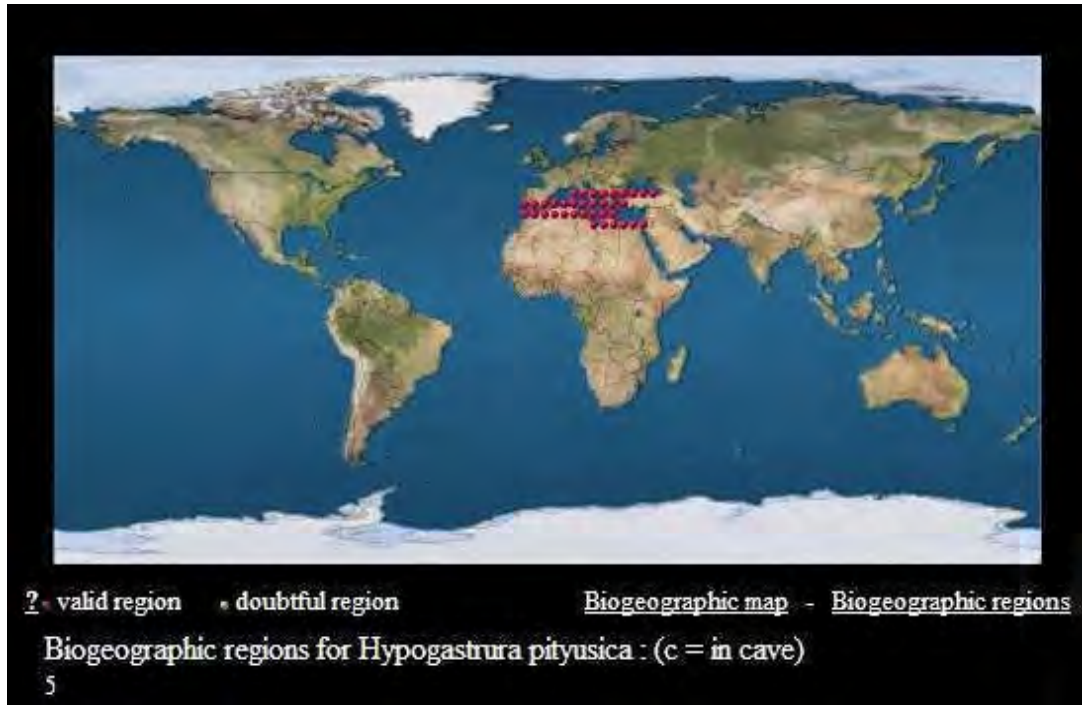 ? valid region doubtful region Biogeographic map - Biogeographic regions
Biogeographic regions for Hypogastrura pityusica : (c = in cave)
5